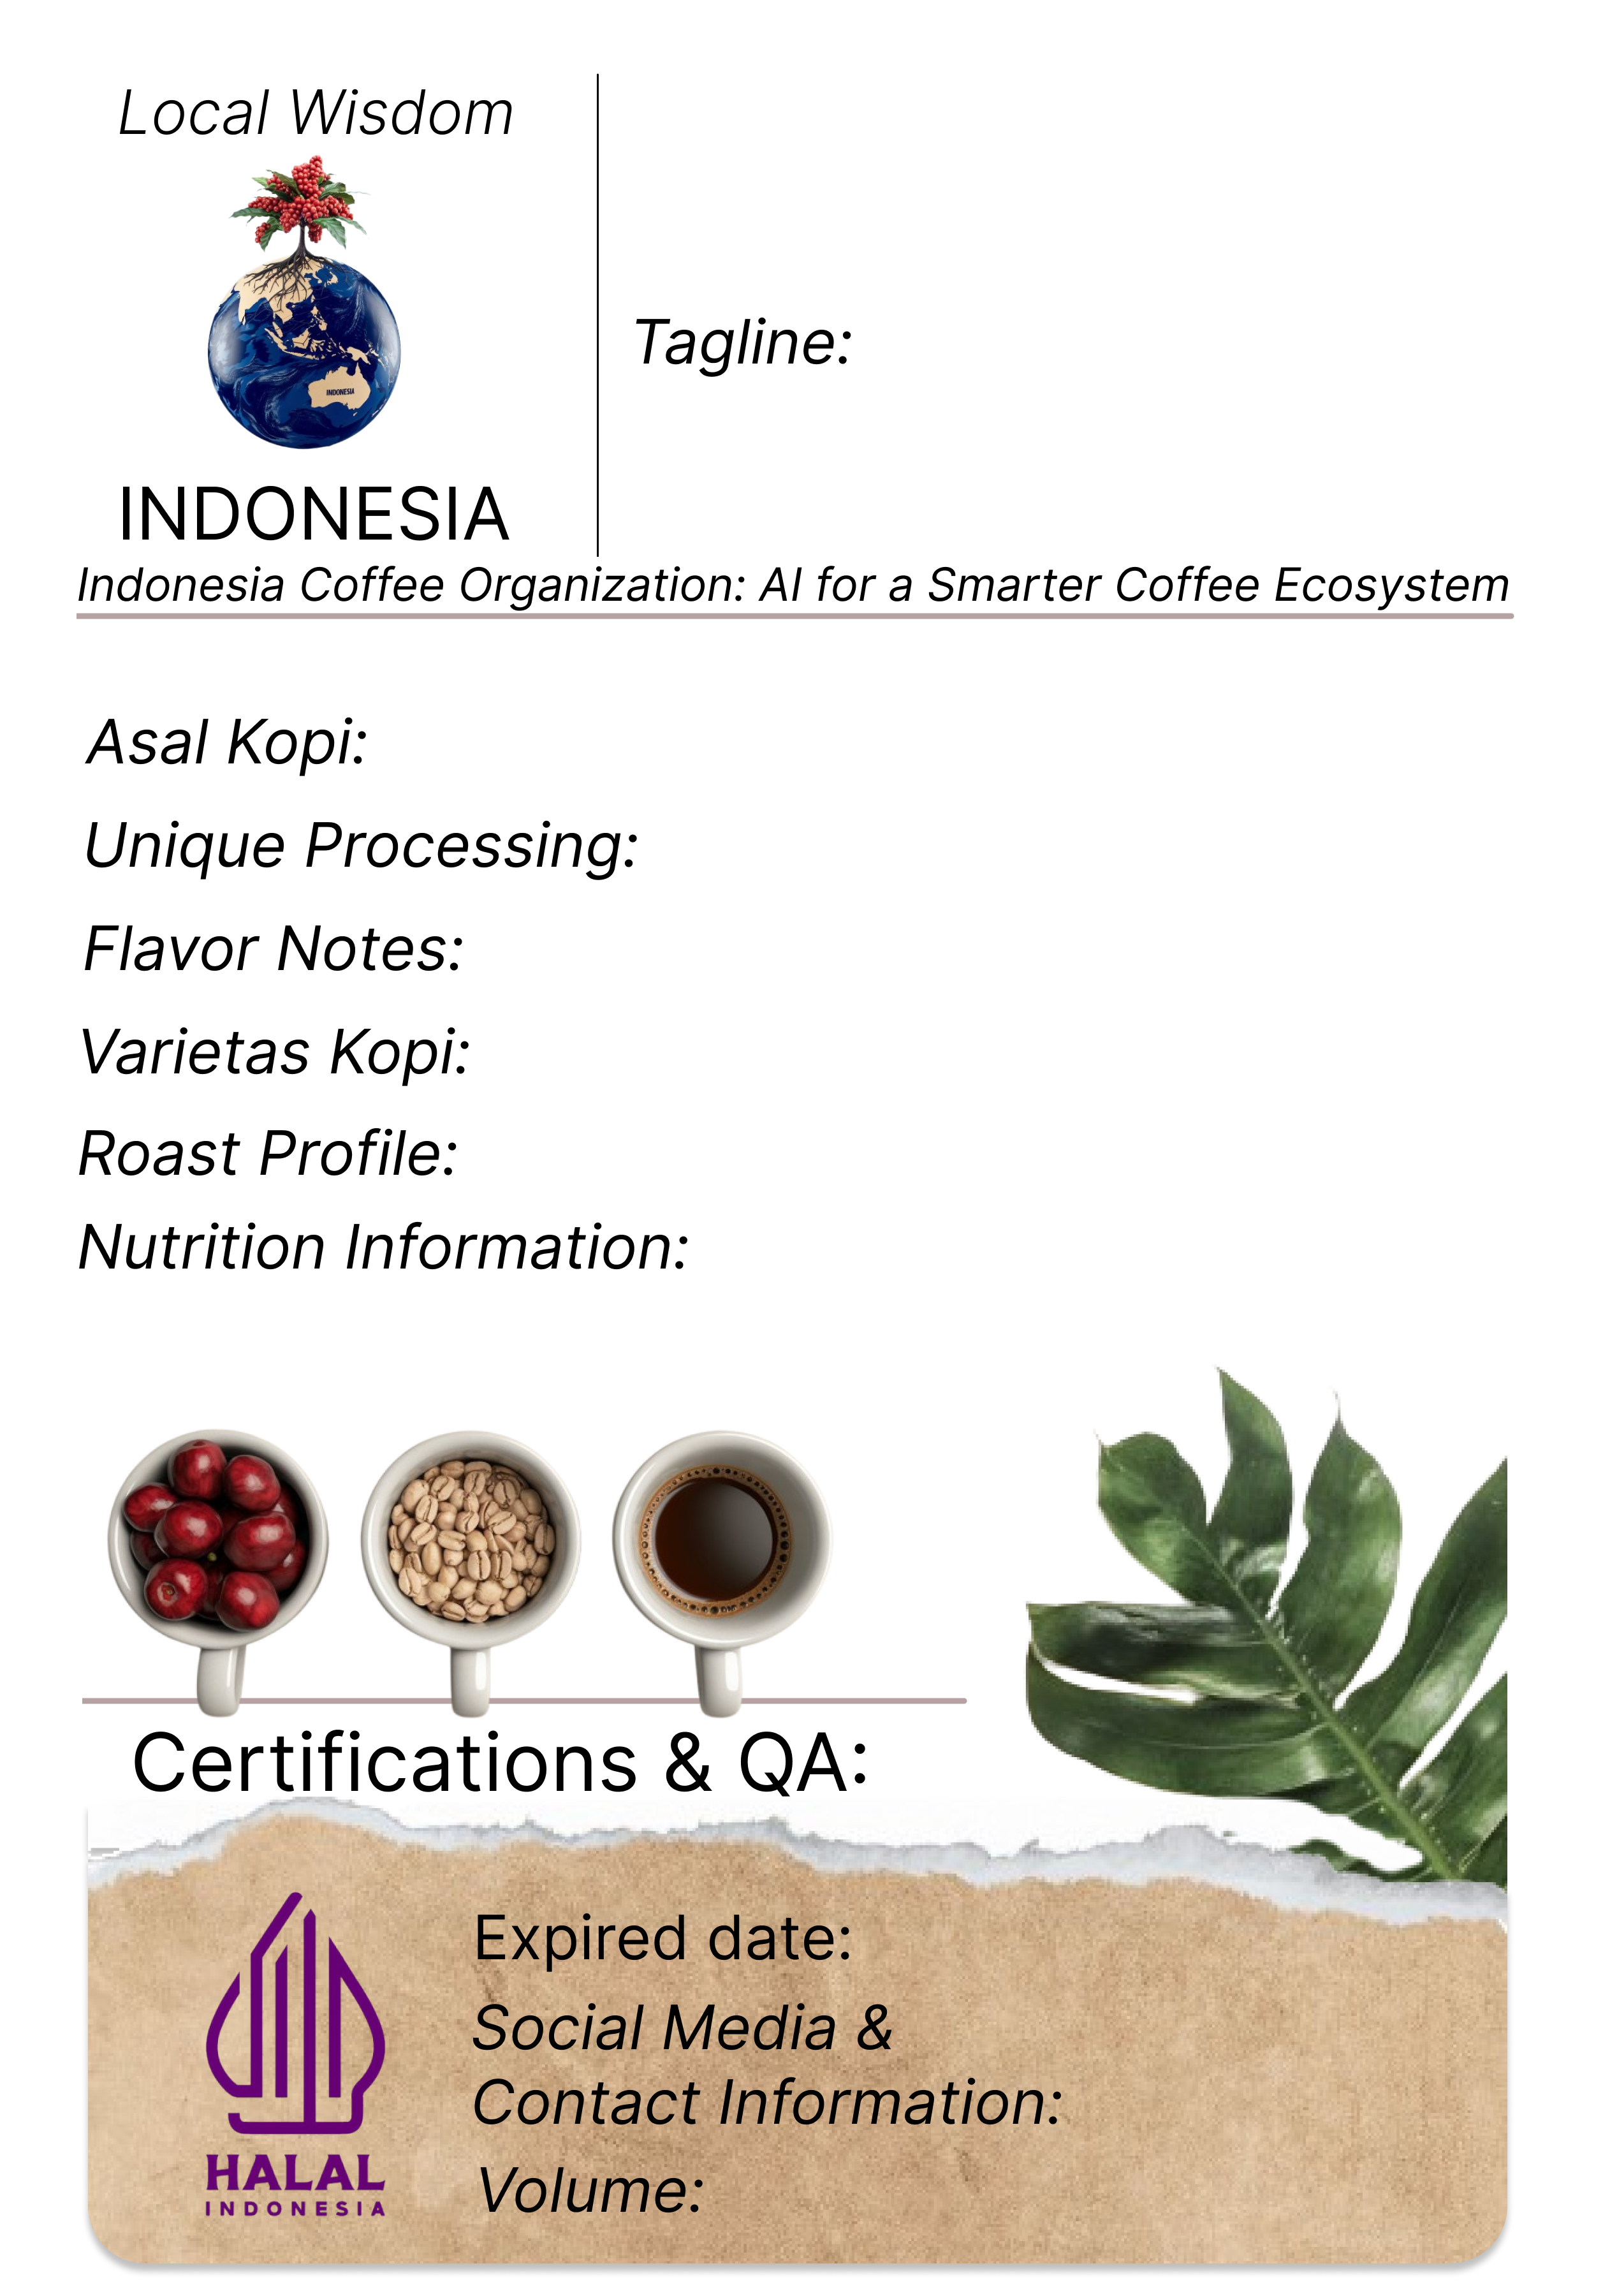 Local Wisdom
INDONESIA
INDONESIA
Tagline:
Indonesia Coffee Organization: AI for a Smarter Coffee Ecosystem
Asal Kopi:
Unique Processing:
Flavor Notes:
Varietas Kopi:
Roast Profile:
Nutrition Information:
Certifications & QA:
HALAL
INDONESIA
Expired date:
Social Media &
Contact Information:
Volume: